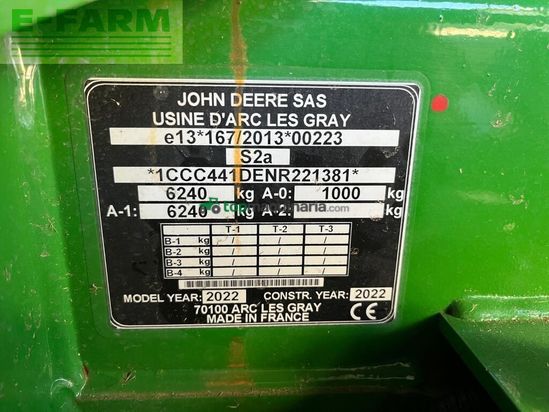 E-FARM
JOHN DEERE SAS
USINE D'ARC LES GRAY
e13*167/2013*00223
S2a
*1CCC441DENR221381*
6240 kg A-0: 1000 kg
A-1: 6240 kg A-2: kg
T-1 T-2 T-3
B-1 kg / / /
B-2 kg / / /
B-3 kg / / /
B-4 kg / / /
MODEL YEAR: 2022 CONSTR. YEAR: 2022
70100 ARC LES GRAY
MADE IN FRANCE CE